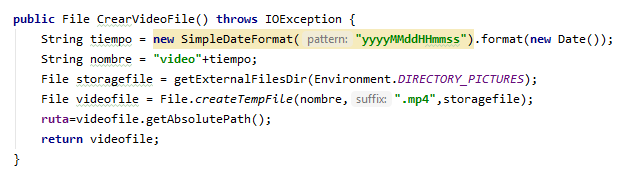 public File CrearVideoFile() throws IOException {
String tiempo = new SimpleDateFormat( pattern: "yyyyMMddHHmmss").format(new Date());
String nombre = "video"+tiempo;
File storagefile = getExternalFilesDir(Environment.DIRECTORY_PICTURES);
File videofile = File.createTempFile(nombre, suffix: ".mp4",storagefile);
ruta=videofile.getAbsolutePath();
return videofile;
}